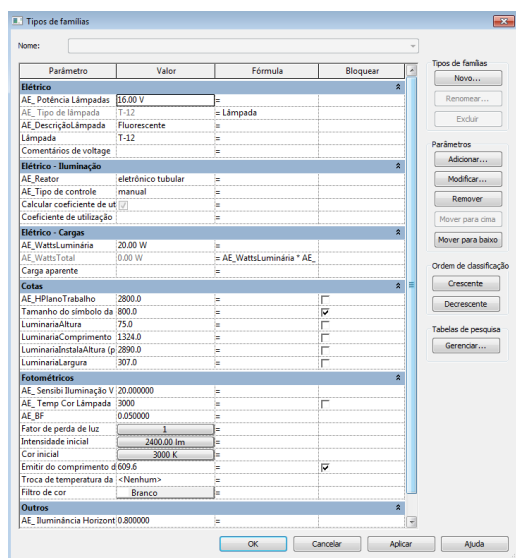 Tipos de famílias
Nome:
Parâmetro Valor Fórmula Bloquear
Elétrico
AE_ Potência Lâmpadas 16.00 V =
AE_ Tipo de lâmpada T-12 = Lâmpada
AE_DescriçãoLâmpada Fluorescente =
Lâmpada T-12 =
Comentários de voltage =
Elétrico - Iluminação
AE_Reator eletrônico tubular =
AE_Tipo de controle manual =
Calcular coeficiente de ut =
Coeficiente de utilização =
Elétrico - Cargas
AE_WattsLuminária 20.00 W =
AE_WattsTotal 0.00 W = AE_WattsLuminária * AE_
Carga aparente =
Cotas
AE_HPlanoTrabalho 2800.0 =
Tamanho do símbolo da 800.0 =
LuminariaAltura 75.0 =
LuminariaComprimento 1324.0 =
LuminariaInstalaAltura (p 2890.0 =
LuminariaLargura 307.0 =
Fotométricos
AE_ Sensibi Iluminação V 20.000000 =
AE_ Temp Cor Lâmpada 3000 =
AE_BF 0.050000 =
Fator de perda de luz 1 =
Intensidade inicial 2400.00 lm =
Cor inicial 3000 K =
Emitir do comprimento d 609.6 =
Troca de temperatura da <Nenhum> =
Filtro de cor Branco =
Outros
AE_ Iluminância Horizont 0.800000 =
Tipos de famílias
Novo...
Renomear...
Excluir
Parâmetros
Adicionar...
Modificar...
Remover
Mover para cima
Mover para baixo
Ordem de classificação
Crescente
Decrescente
Tabelas de pesquisa
Gerenciar...
OK Cancelar Aplicar Ajuda